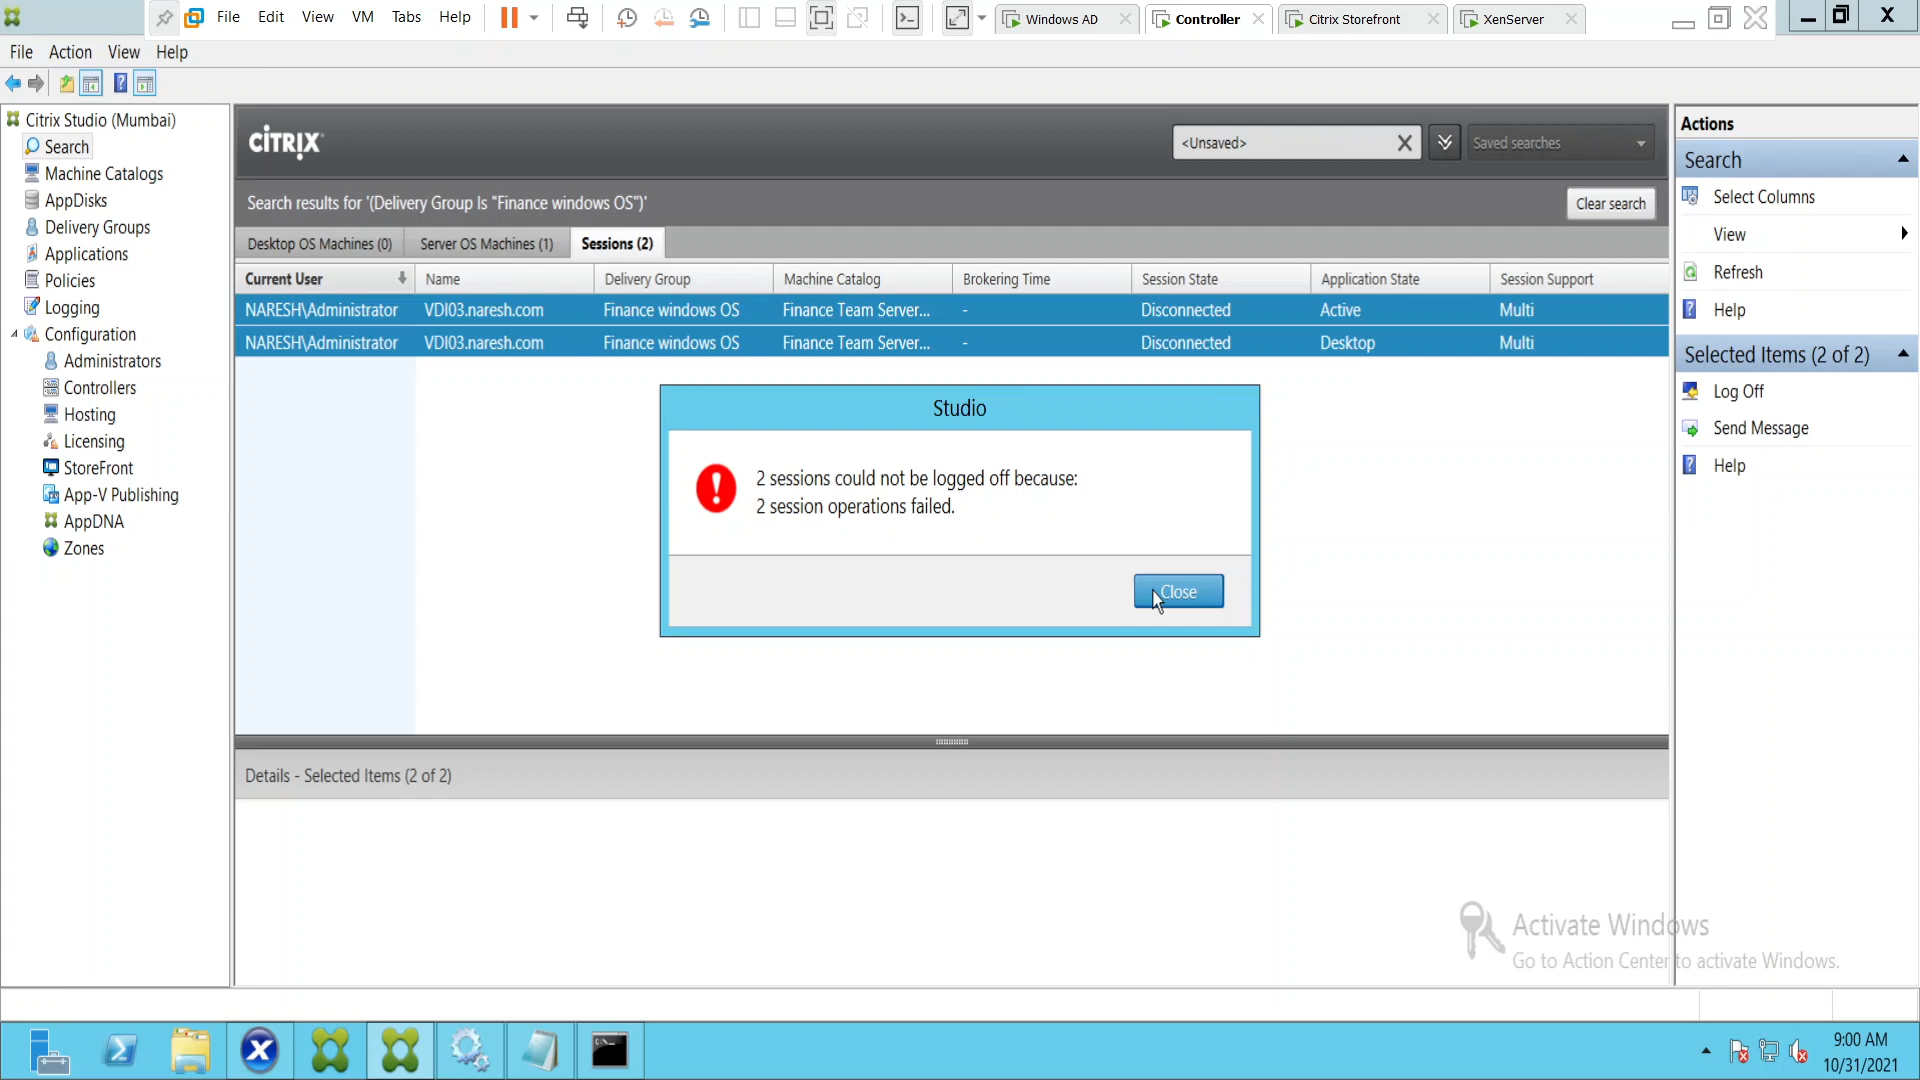 File Edit View VM Tabs Help Windows AD Controller Citrix Storefront XenServer
File Action View Help
Citrix Studio (Mumbai)
Search
Machine Catalogs
AppDisks
Delivery Groups
Applications
Policies
Logging
Configuration
Administrators
Controllers
Hosting
Licensing
StoreFront
App-V Publishing
AppDNA
Zones
CİTRIX
<Unsaved>
Saved searches
Search results for '(Delivery Group Is "Finance windows OS")'
Clear search
Desktop OS Machines (0) Server OS Machines (1) Sessions (2)
Current User Name Delivery Group Machine Catalog Brokering Time Session State Application State Session Support
NARESH\Administrator VDI03.naresh.com Finance windows OS Finance Team Server... - Disconnected Active Multi
NARESH\Administrator VDI03.naresh.com Finance windows OS Finance Team Server... - Disconnected Desktop Multi
Studio
2 sessions could not be logged off because:
2 session operations failed.
Close
Details - Selected Items (2 of 2)
Actions
Search
Select Columns
View
Refresh
Help
Selected Items (2 of 2)
Log Off
Send Message
Help
Activate Windows
Go to Action Center to activate Windows.
9:00 AM
10/31/2021